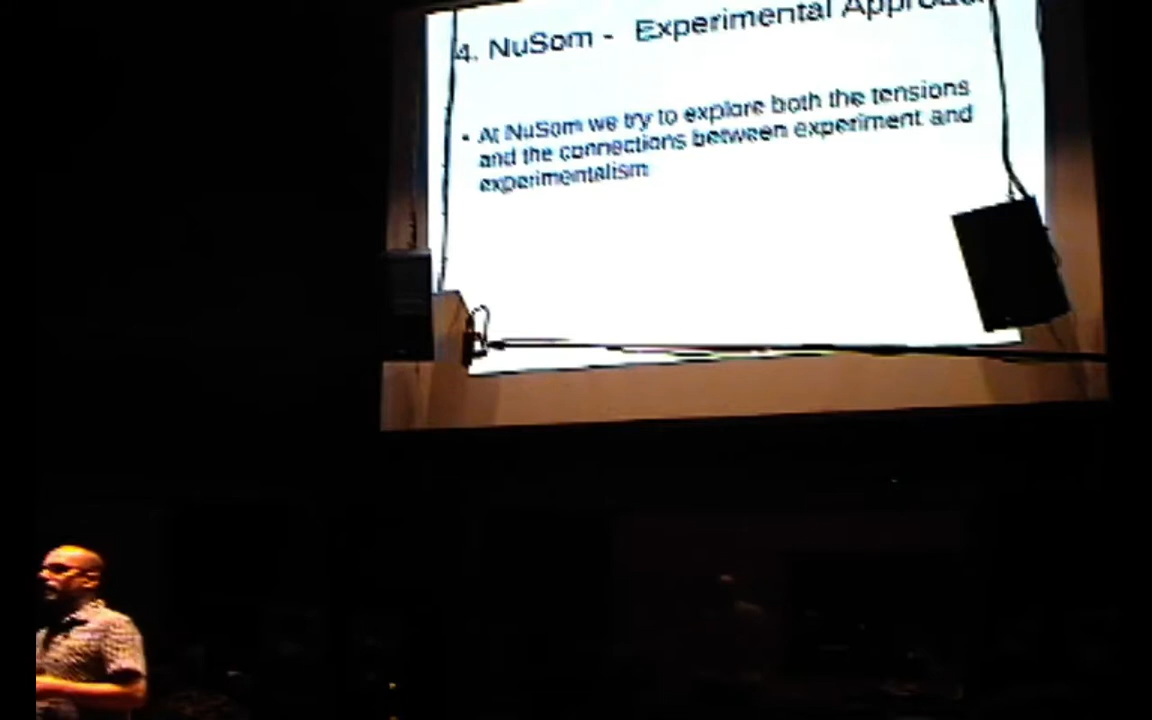 4. NuSom - Experimental Approach
• At NuSom we try to explore both the tensions
and the connections between experiment and
experimentalism